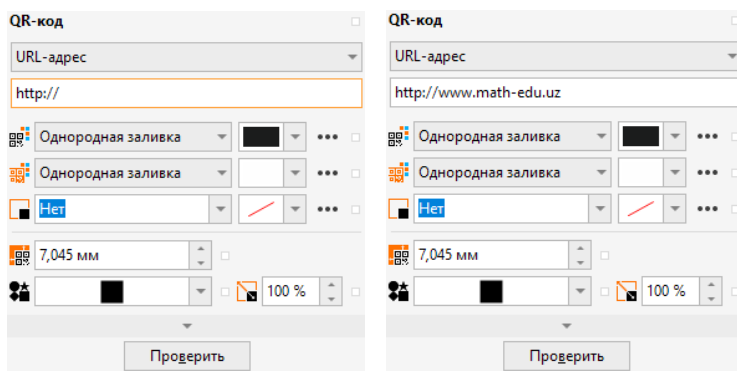 QR-код
URL-адрес
http://
Однородная заливка
Однородная заливка
Нет
7,045 мм
100 %
Проверить
QR-код
URL-адрес
http://www.math-edu.uz
Однородная заливка
Однородная заливка
Нет
7,045 мм
100 %
Проверить